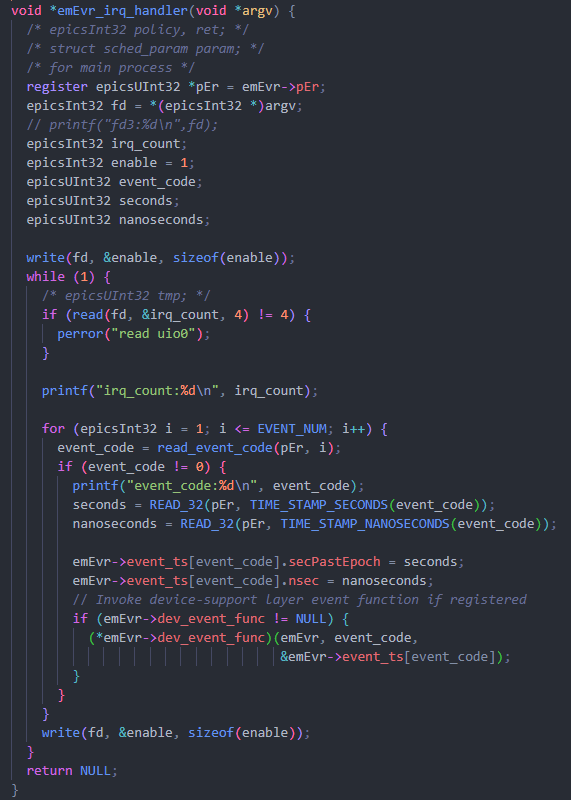 void *emEvr_irq_handler(void *argv) {
/* epicsInt32 policy, ret; */
/* struct sched_param param; */
/* for main process */
register epicsUInt32 *pEr = emEvr->pEr;
epicsInt32 fd = *(epicsInt32 *)argv;
// printf("fd3:%d\n",fd);
epicsInt32 irq_count;
epicsInt32 enable = 1;
epicsUInt32 event_code;
epicsUInt32 seconds;
epicsUInt32 nanoseconds;
write(fd, &enable, sizeof(enable));
while (1) {
/* epicsUInt32 tmp; */
if (read(fd, &irq_count, 4) != 4) {
perror("read uio0");
}
printf("irq_count:%d\n", irq_count);
for (epicsInt32 i = 1; i <= EVENT_NUM; i++) {
event_code = read_event_code(pEr, i);
if (event_code != 0) {
printf("event_code:%d\n", event_code);
seconds = READ_32(pEr, TIME_STAMP_SECONDS(event_code));
nanoseconds = READ_32(pEr, TIME_STAMP_NANOSECONDS(event_code));
emEvr->event_ts[event_code].secPastEpoch = seconds;
emEvr->event_ts[event_code].nsec = nanoseconds;
// Invoke device-support layer event function if registered
if (emEvr->dev_event_func != NULL) {
(*emEvr->dev_event_func)(emEvr, event_code,
&emEvr->event_ts[event_code]);
}
}
}
write(fd, &enable, sizeof(enable));
}
return NULL;
}